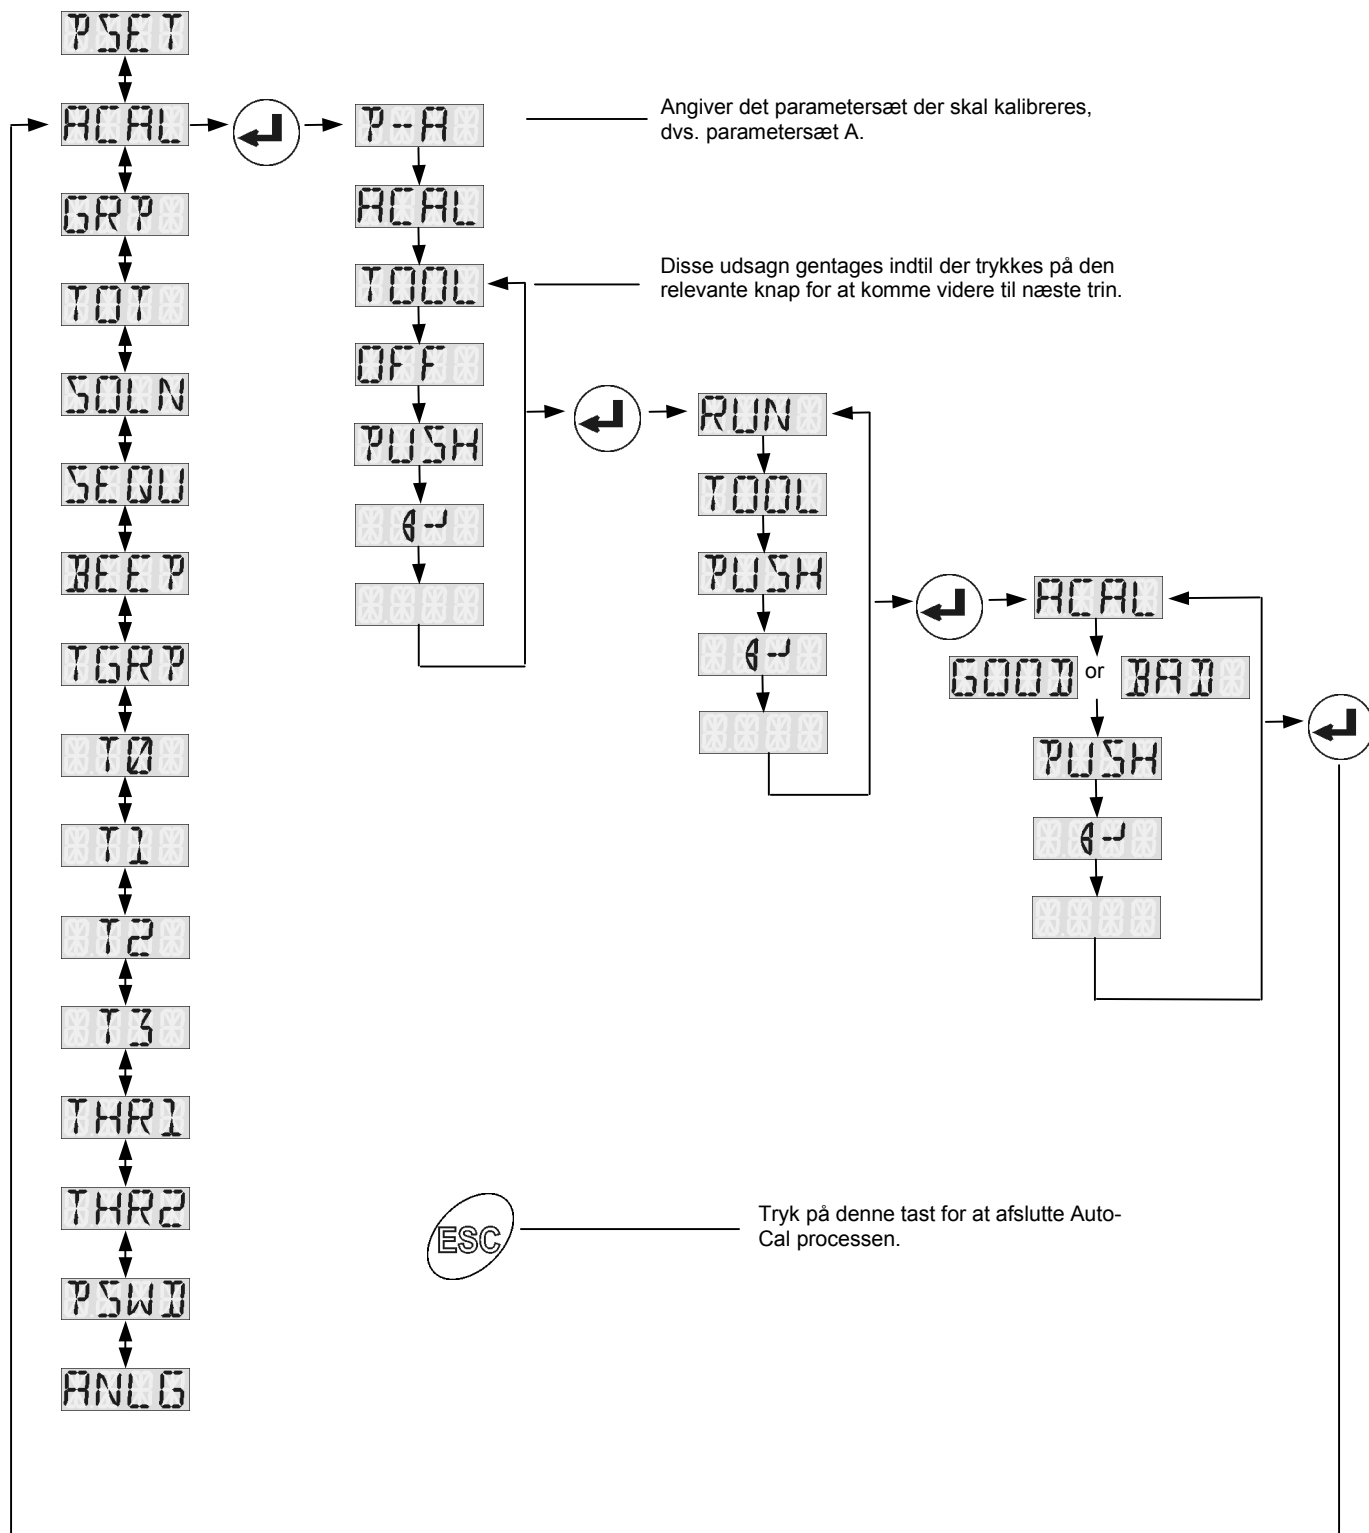 PSET
ACAL
GRP
TOT
SOLN
SEQU
BEEP
TGRP
T0
T1
T2
T3
THR1
THR2
PSWD
ANLG
P-A
ACAL
TOOL
OFF
PUSH
Angiver det parametersæt der skal kalibreres,
dvs. parametersæt A.
Disse udsagn gentages indtil der trykkes på den
relevante knap for at komme videre til næste trin.
RUN
TOOL
PUSH
ACAL
GOOD or BAD
PUSH
ESC
Tryk på denne tast for at afslutte Auto-
Cal processen.